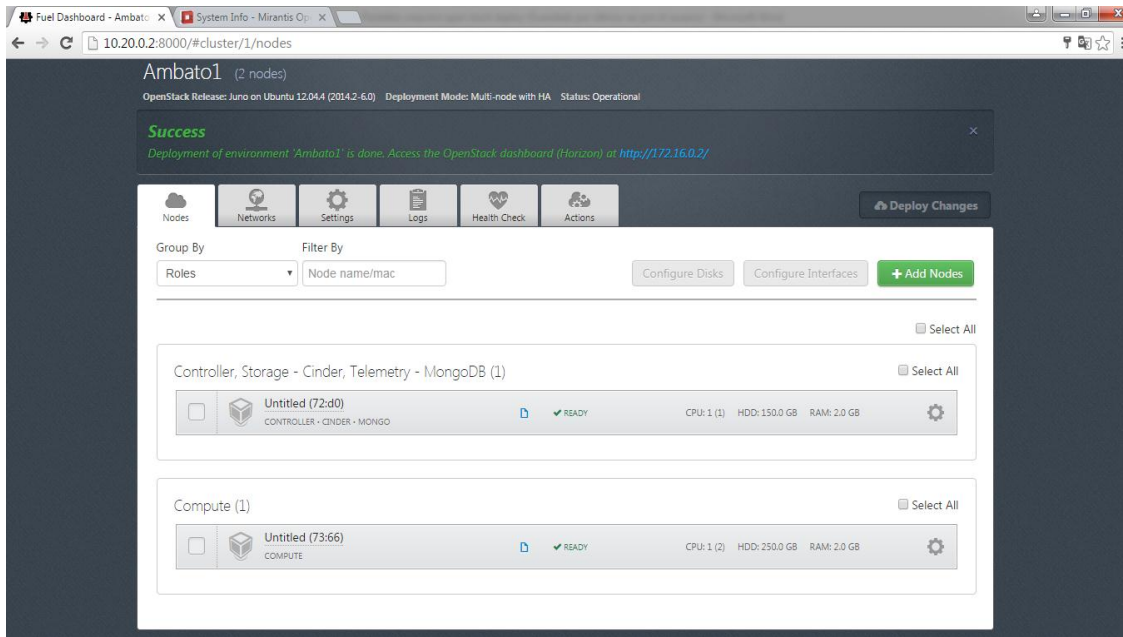 Fuel Dashboard - Ambato
System Info - Mirantis Op
10.20.0.2:8000/#cluster/1/nodes
Ambato1 (2 nodes)
OpenStack Release: Juno on Ubuntu 12.04.4 (2014.2-6.0) Deployment Mode: Multi-node with HA Status: Operational
Success
Deployment of environment 'Ambato1' is done. Access the OpenStack dashboard (Horizon) at http://172.16.0.2/
Nodes Networks Settings Logs Health Check Actions Deploy Changes
Group By Filter By
Roles Node name/mac Configure Disks Configure Interfaces + Add Nodes
Select All
Controller, Storage - Cinder, Telemetry - MongoDB (1) Select All
Untitled (72:d0)
CONTROLLER · CINDER · MONGO READY CPU: 1 (1) HDD: 150.0 GB RAM: 2.0 GB
Compute (1) Select All
Untitled (73:66)
COMPUTE READY CPU: 1 (2) HDD: 250.0 GB RAM: 2.0 GB